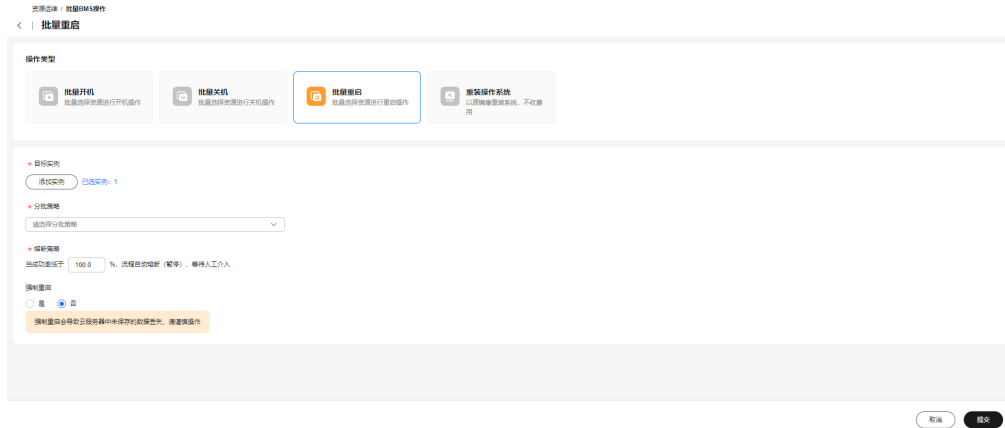 资源运维 / 批量BMS操作
批量重启
操作类型
批量开机
批量选择资源进行开机操作
批量关机
批量选择资源进行关机操作
批量重启
批量选择资源进行重启操作
重装操作系统
以原镜像重装系统，不收费
用
* 目标实例
添加实例 已选实例：1
* 分批策略
请选择分批策略
* 熔断策略
当成功率低于 100.0 %，流程自动熔断（暂停），等待人工介入
强制重启
是 否
强制重启会导致云服务器中未保存的数据丢失，请谨慎操作
取消 提交